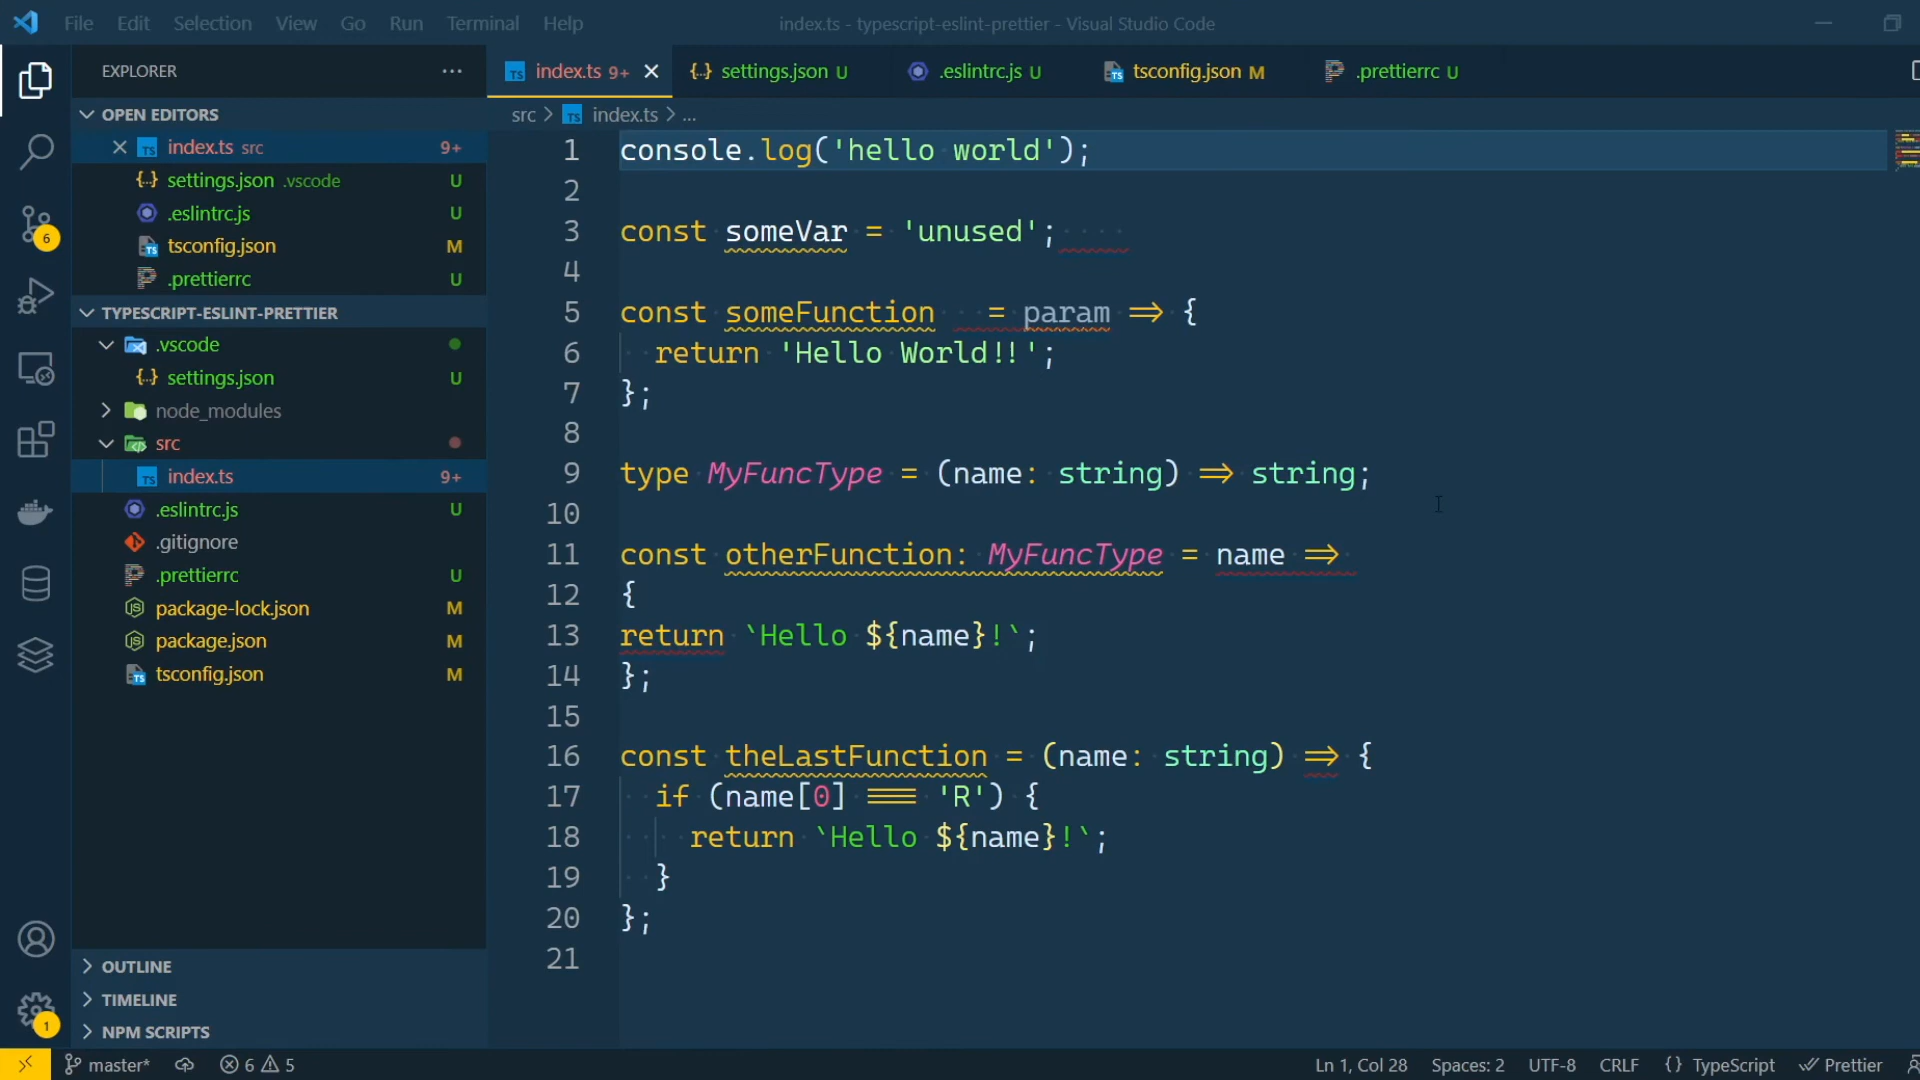 File Edit Selection View Go Run Terminal Help index.ts - typescript-eslint-prettier - Visual Studio Code
EXPLORER ...
index.ts 9+
settings.json U
.eslintrc.js U
tsconfig.json M
.prettierrc U
src > TS index.ts > ...
OPEN EDITORS
index.ts src 9+
settings.json .vscode U
.eslintrc.js U
tsconfig.json M
.prettierrc U
TYPESCRIPT-ESLINT-PRETTIER
.vscode
settings.json U
node_modules
src
index.ts 9+
.eslintrc.js U
.gitignore
.prettierrc U
package-lock.json M
package.json M
tsconfig.json M
OUTLINE
TIMELINE
NPM SCRIPTS
6
1
1 console.log('hello world');
2
3 const someVar = 'unused';
4
5 const someFunction   = param => {
6   return 'Hello World!!';
7 };
8
9 type MyFuncType = (name: string) => string;
10
11 const otherFunction: MyFuncType = name =>
12 {
13 return `Hello ${name}!`;
14 };
15
16 const theLastFunction = (name: string) => {
17   if (name[0] === 'R') {
18     return `Hello ${name}!`;
19   }
20 };
21
master* 6 5 Ln 1, Col 28 Spaces: 2 UTF-8 CRLF {} TypeScript Prettier